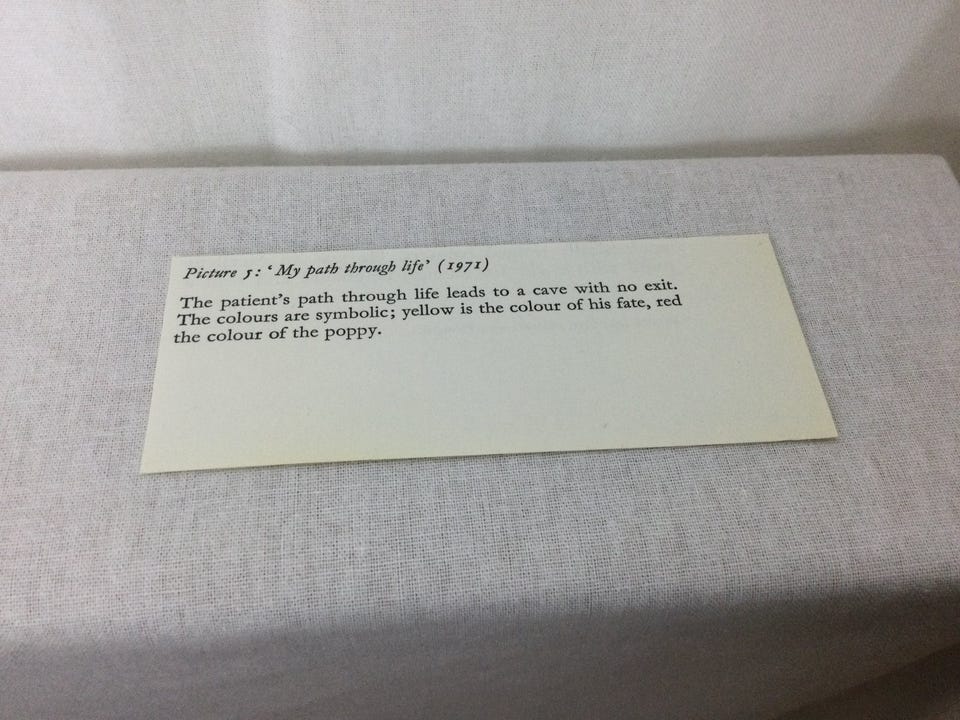 Picture 5: ‘My path through life’ (1971)
The patient's path through life leads to a cave with no exit.
The colours are symbolic; yellow is the colour of his fate, red
the colour of the poppy.